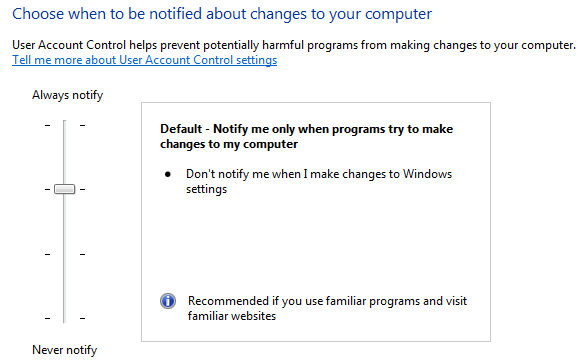 Choose when to be notified about changes to your computer
User Account Control helps prevent potentially harmful programs from making changes to your computer.
Tell me more about User Account Control settings
Always notify
Default - Notify me only when programs try to make
changes to my computer
● Don't notify me when I make changes to Windows
settings
Recommended if you use familiar programs and visit
familiar websites
Never notify